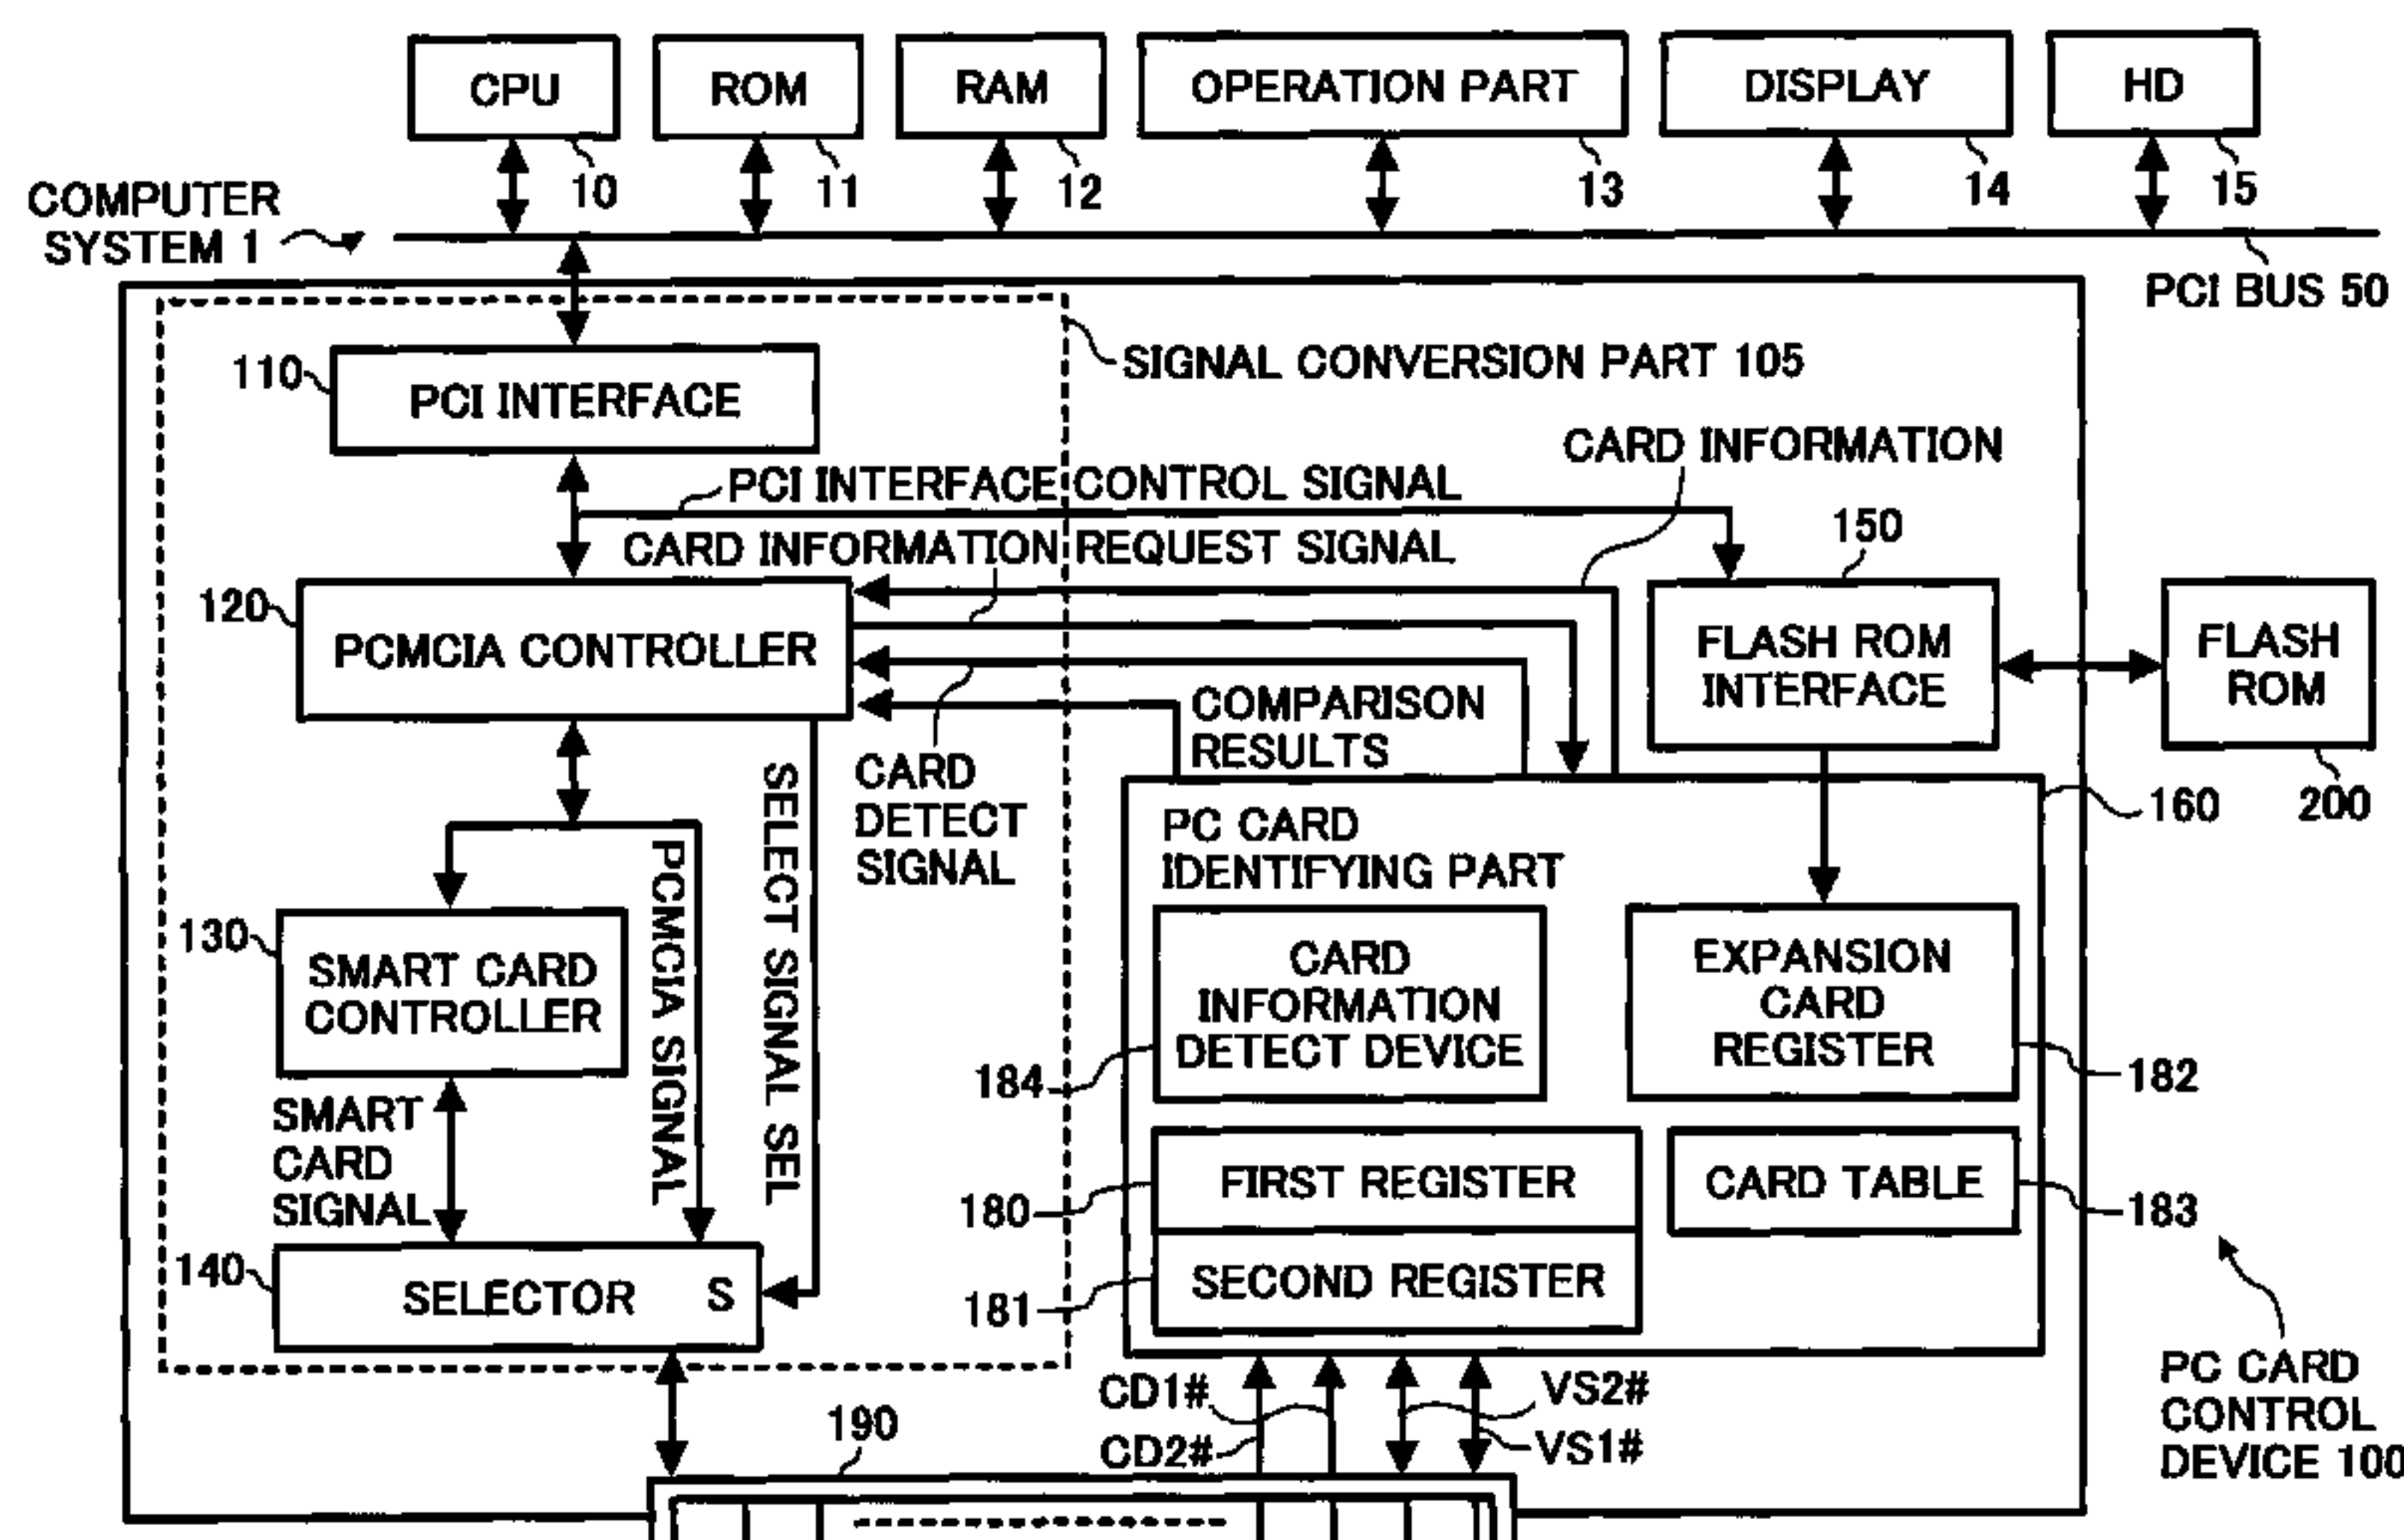 CPU
ROM
RAM
OPERATION PART
DISPLAY
HD
10
11
12
13
14
15
COMPUTER
SYSTEM 1
PCI BUS 50
SIGNAL CONVERSION PART 105
110
PCI INTERFACE
CARD INFORMATION
PCI INTERFACE CONTROL SIGNAL
CARD INFORMATION REQUEST SIGNAL
150
120
PCMCIA CONTROLLER
FLASH ROM
INTERFACE
FLASH
ROM
200
COMPARISON
RESULTS
CARD
DETECT
SIGNAL
SELECT SIGNAL SEL
PCMCIA SIGNAL
160
PC CARD
IDENTIFYING PART
130
SMART CARD
CONTROLLER
CARD
INFORMATION
DETECT DEVICE
184
EXPANSION
CARD
REGISTER
182
SMART
CARD
SIGNAL
180
FIRST REGISTER
CARD TABLE
183
140
SELECTOR
S
181
SECOND REGISTER
CD1#
CD2#
VS2#
VS1#
190
PC CARD
CONTROL
DEVICE 100